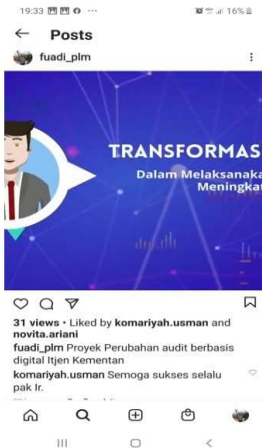 19:33
16%
Posts
fuadi_plm
TRANSFORMAS
Dalam Melaksanaka
Meningkat
31 views • Liked by komariyah.usman and
novita.ariani
fuadi_plm Proyek Perubahan audit berbasis
digital Itjen Kementan
komariyah.usman Semoga sukses selalu
pak Ir.